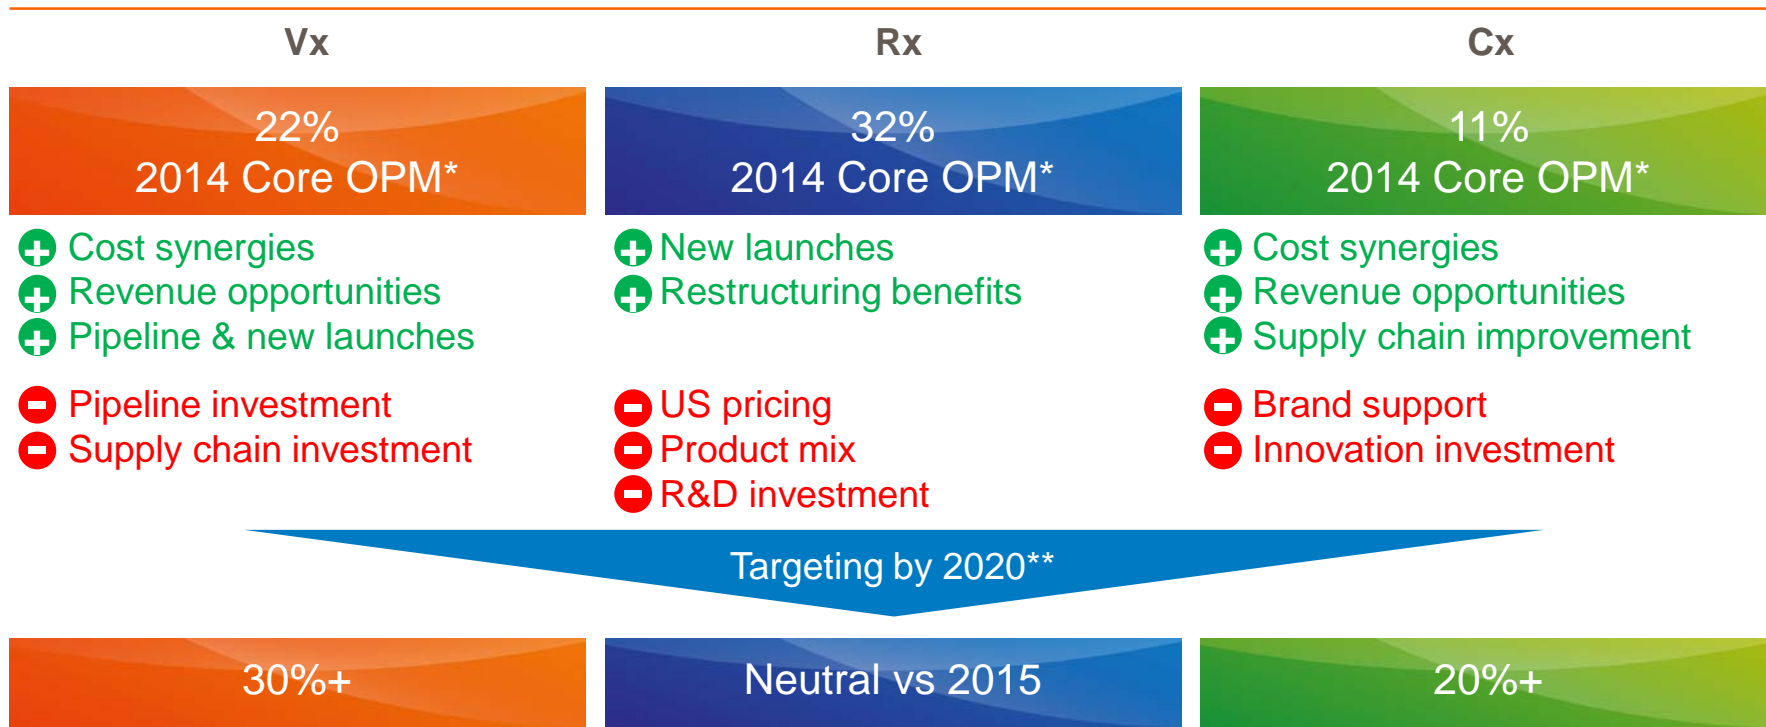 Vx
22%
2014 Core OPM*
Cost synergies
Revenue opportunities
Pipeline & new launches
Pipeline investment
Supply chain investment
Rx
32%
2014 Core OPM*
New launches
Restructuring benefits
US pricing
Product mix
R&D investment
Cx
11%
2014 Core OPM*
Cost synergies
Revenue opportunities
Supply chain improvement
Brand support
Innovation investment
Targeting by 2020**
30%+
Neutral vs 2015
20%+